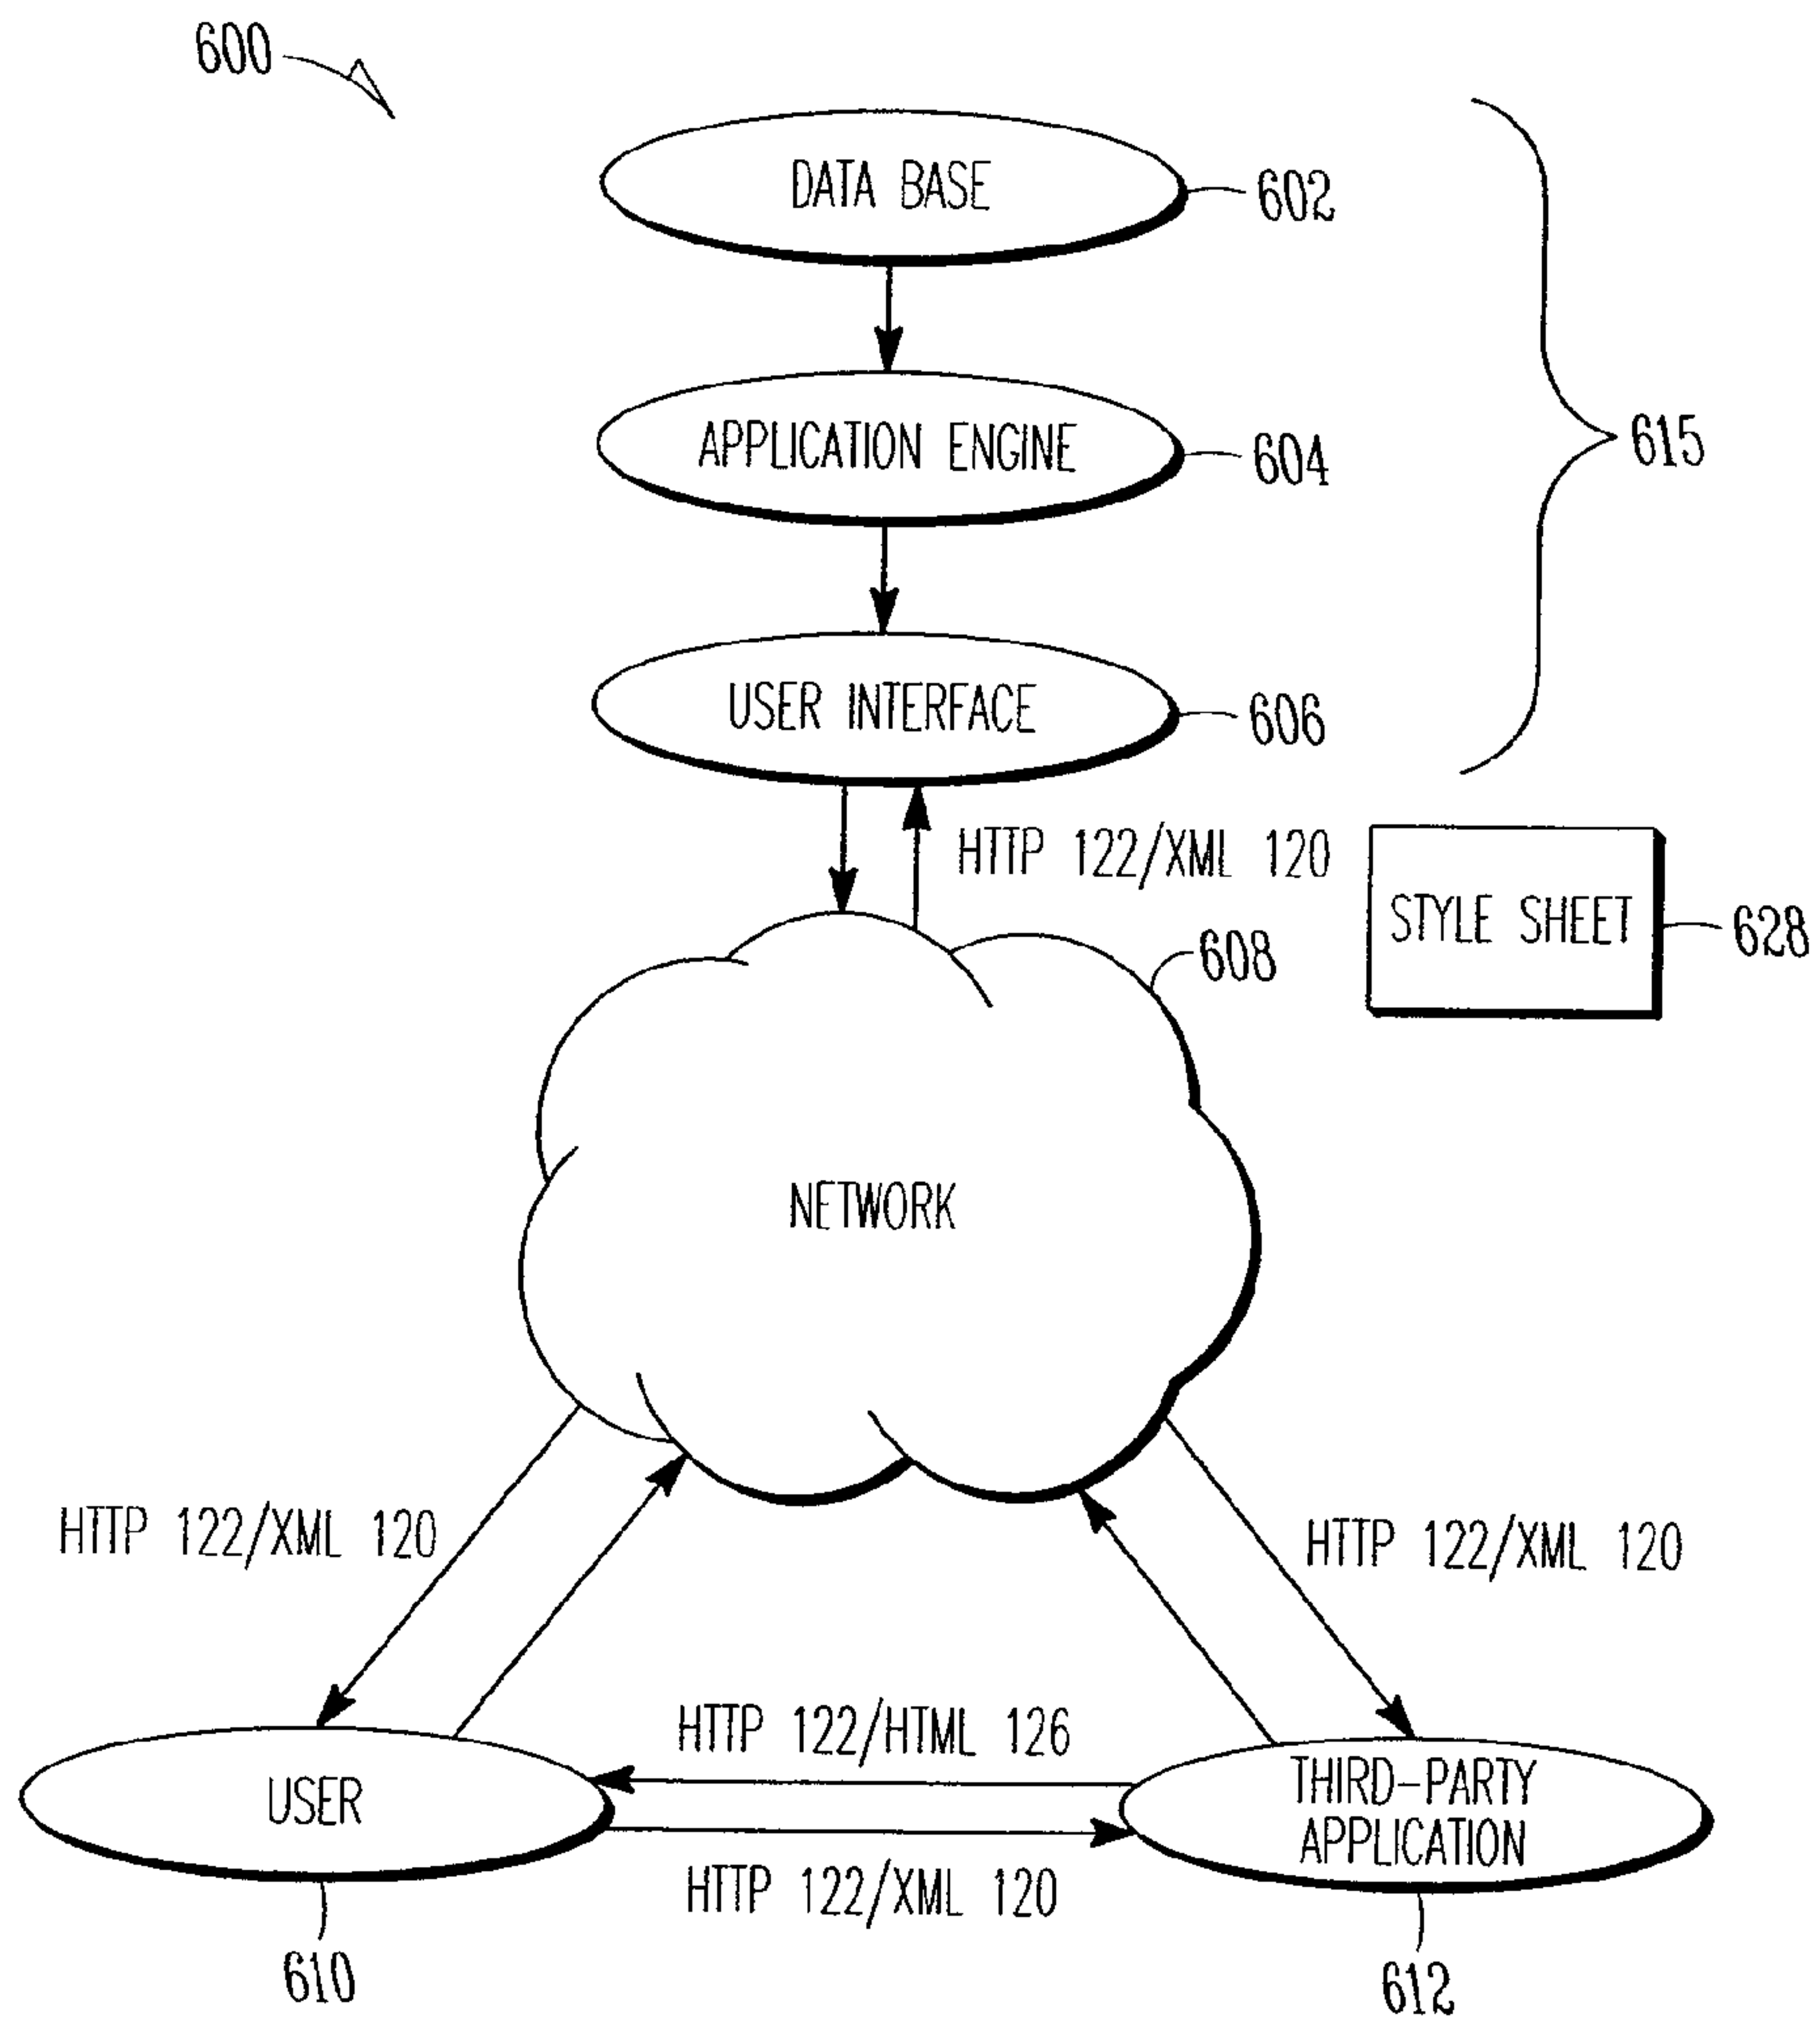 600
DATA BASE
602
APPLICATION ENGINE
604
615
USER INTERFACE
606
HTTP 122/XML 120
STYLE SHEET
628
608
NETWORK
HTTP 122/XML 120
HTTP 122/XML 120
HTTP 122/HTML 126
USER
THIRD-PARTY
APPLICATION
HTTP 122/XML 120
610
612